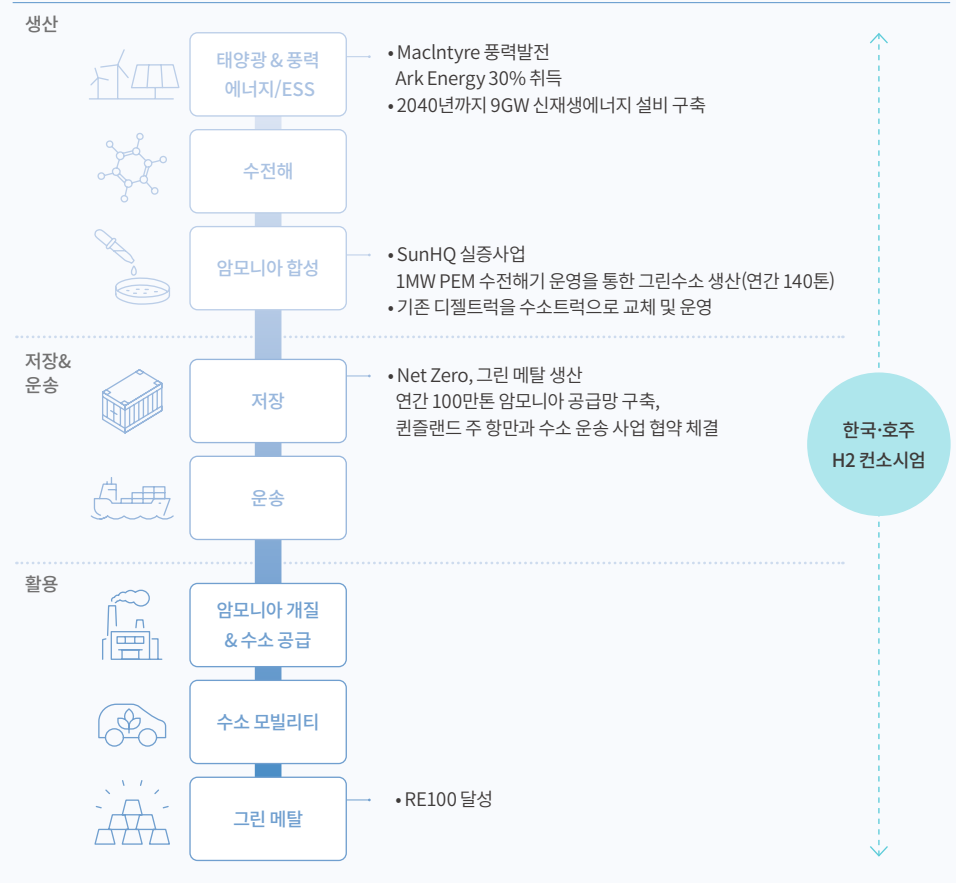 생산
태양광 & 풍력
에너지/ESS
• Maclntyre 풍력발전
Ark Energy 30% 취득
• 2040년까지 9GW 신재생에너지 설비 구축
수전해
암모니아 합성
• SunHQ 실증사업
1MW PEM 수전해기 운영을 통한 그린수소 생산(연간 140톤)
• 기존 디젤트럭을 수소트럭으로 교체 및 운영
저장&
운송
저장
• Net Zero, 그린 메탈 생산
연간 100만톤 암모니아 공급망 구축,
퀸즐랜드 주 항만과 수소 운송 사업 협약 체결
한국·호주
H2 컨소시엄
운송
활용
암모니아 개질
& 수소 공급
수소 모빌리티
그린 메탈
• RE100 달성